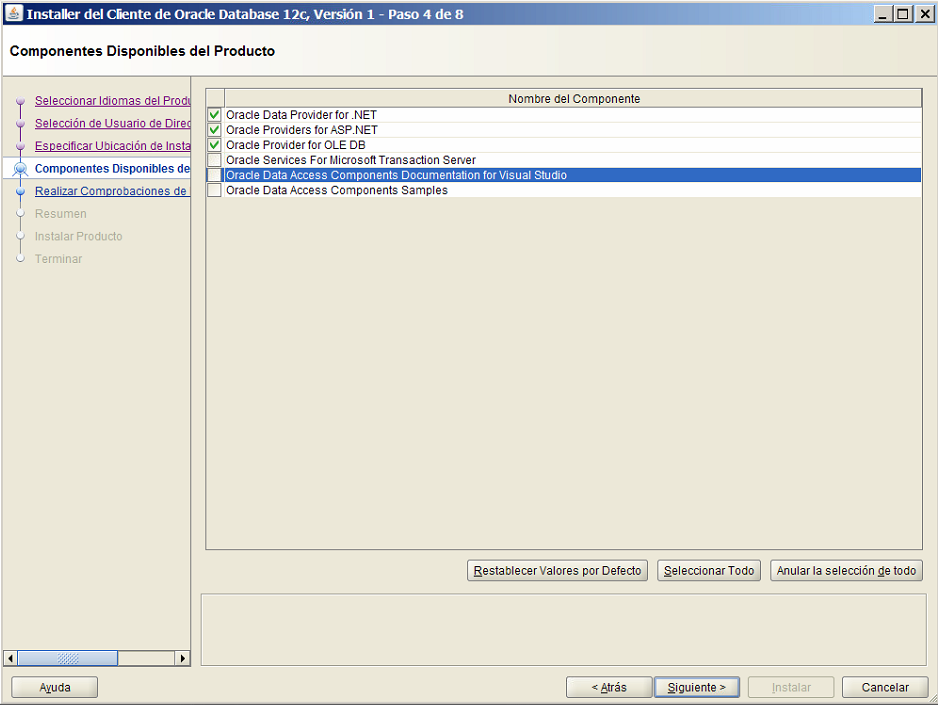 Installer del Cliente de Oracle Database 12c, Versión 1 - Paso 4 de 8
Componentes Disponibles del Producto
Seleccionar Idiomas del Produ
Selección de Usuario de Direc
Especificar Ubicación de Insta
Componentes Disponibles de
Realizar Comprobaciones de
Resumen
Instalar Producto
Terminar
Nombre del Componente
Oracle Data Provider for .NET
Oracle Providers for ASP.NET
Oracle Provider for OLE DB
Oracle Services For Microsoft Transaction Server
Oracle Data Access Components Documentation for Visual Studio
Oracle Data Access Components Samples
Restablecer Valores por Defecto
Seleccionar Todo
Anular la selección de todo
Ayuda
< Atrás
Siguiente >
Instalar
Cancelar